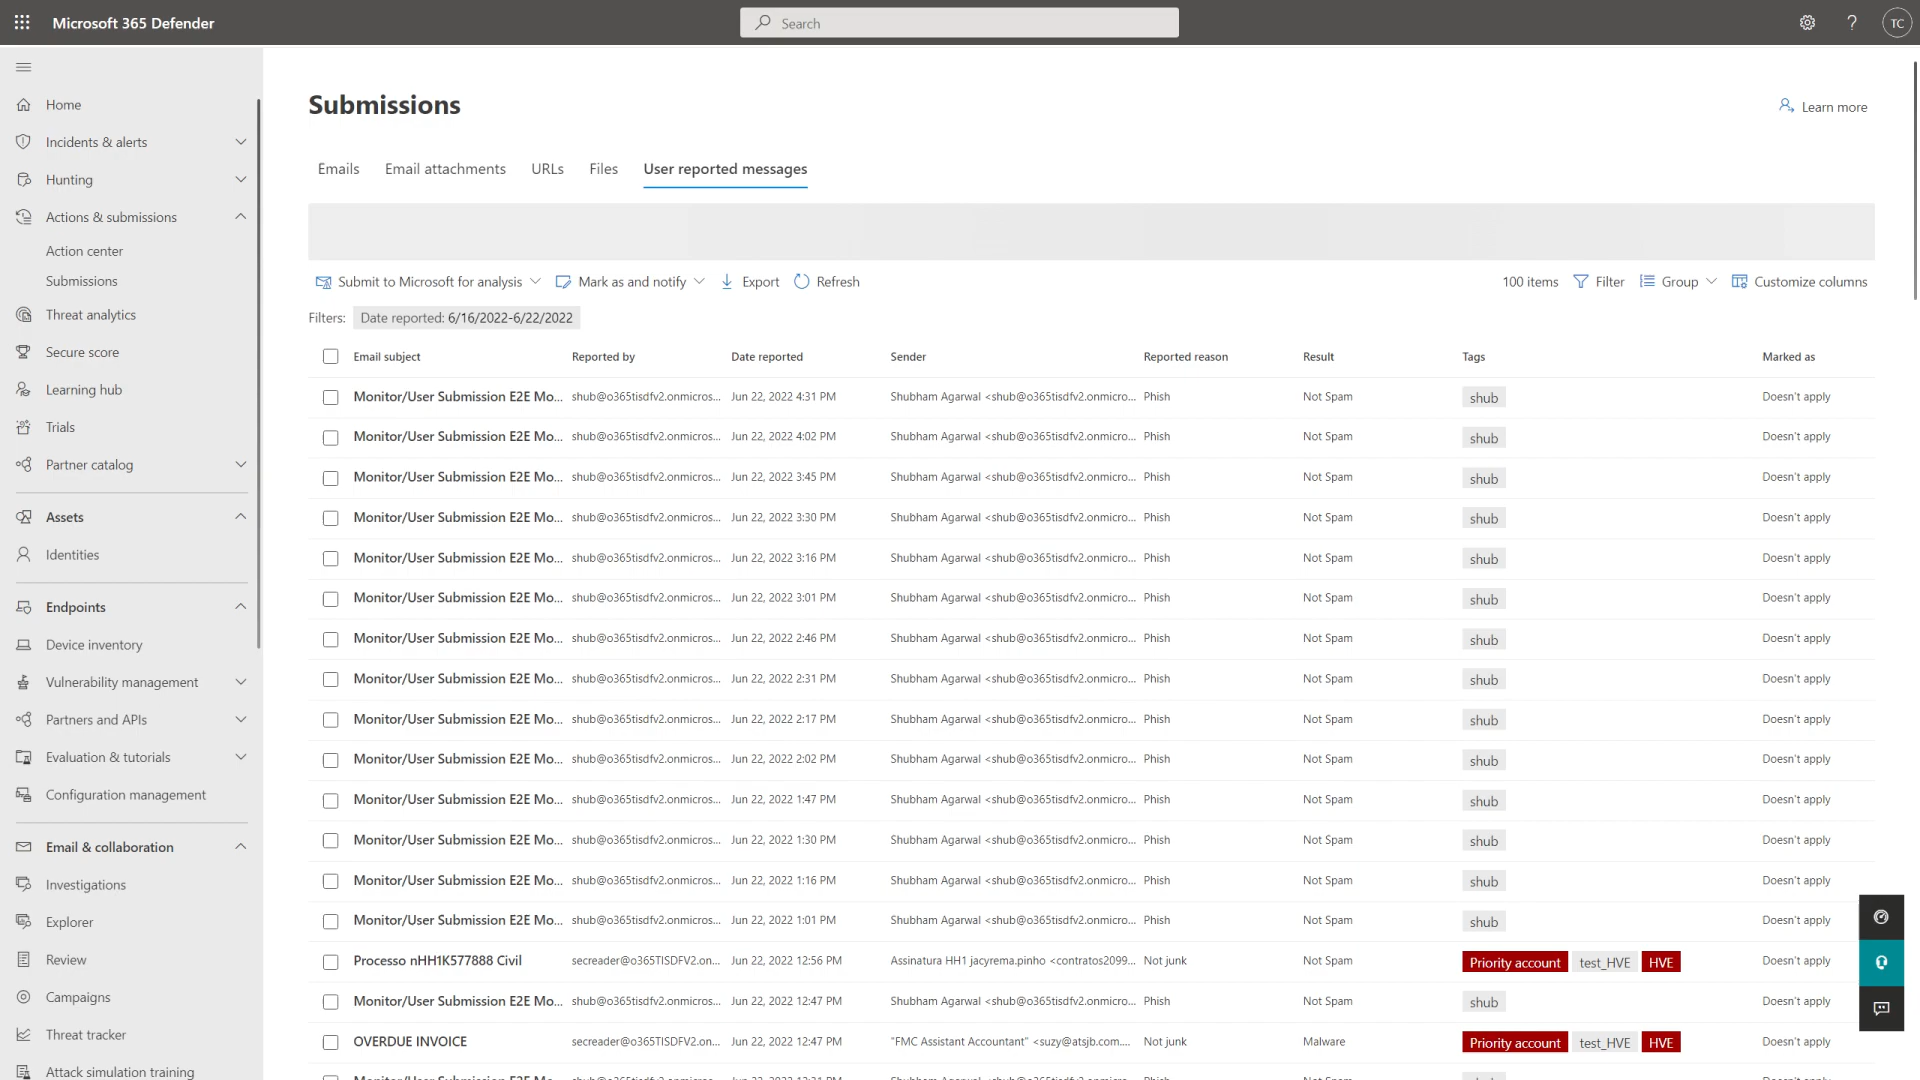 Microsoft 365 Defender
Search
TC
Home
Incidents & alerts
Hunting
Actions & submissions
Action center
Submissions
Threat analytics
Secure score
Learning hub
Trials
Partner catalog
Assets
Identities
Endpoints
Device inventory
Vulnerability management
Partners and APIs
Evaluation & tutorials
Configuration management
Email & collaboration
Investigations
Explorer
Review
Campaigns
Threat tracker
Attack simulation training
Submissions
Learn more
Emails Email attachments URLs Files User reported messages
Submit to Microsoft for analysis Mark as and notify Export Refresh 100 items Filter Group Customize columns
Filters: Date reported: 6/16/2022-6/22/2022
Email subject Reported by Date reported Sender Reported reason Result Tags Marked as
Monitor/User Submission E2E Mo... shub@o365tisdfv2.onmicros... Jun 22, 2022 4:31 PM Shubham Agarwal <shub@o365tisdfv2.onmicro... Phish Not Spam shub Doesn't apply
Monitor/User Submission E2E Mo... shub@o365tisdfv2.onmicros... Jun 22, 2022 4:02 PM Shubham Agarwal <shub@o365tisdfv2.onmicro... Phish Not Spam shub Doesn't apply
Monitor/User Submission E2E Mo... shub@o365tisdfv2.onmicros... Jun 22, 2022 3:45 PM Shubham Agarwal <shub@o365tisdfv2.onmicro... Phish Not Spam shub Doesn't apply
Monitor/User Submission E2E Mo... shub@o365tisdfv2.onmicros... Jun 22, 2022 3:30 PM Shubham Agarwal <shub@o365tisdfv2.onmicro... Phish Not Spam shub Doesn't apply
Monitor/User Submission E2E Mo... shub@o365tisdfv2.onmicros... Jun 22, 2022 3:16 PM Shubham Agarwal <shub@o365tisdfv2.onmicro... Phish Not Spam shub Doesn't apply
Monitor/User Submission E2E Mo... shub@o365tisdfv2.onmicros... Jun 22, 2022 3:01 PM Shubham Agarwal <shub@o365tisdfv2.onmicro... Phish Not Spam shub Doesn't apply
Monitor/User Submission E2E Mo... shub@o365tisdfv2.onmicros... Jun 22, 2022 2:46 PM Shubham Agarwal <shub@o365tisdfv2.onmicro... Phish Not Spam shub Doesn't apply
Monitor/User Submission E2E Mo... shub@o365tisdfv2.onmicros... Jun 22, 2022 2:31 PM Shubham Agarwal <shub@o365tisdfv2.onmicro... Phish Not Spam shub Doesn't apply
Monitor/User Submission E2E Mo... shub@o365tisdfv2.onmicros... Jun 22, 2022 2:17 PM Shubham Agarwal <shub@o365tisdfv2.onmicro... Phish Not Spam shub Doesn't apply
Monitor/User Submission E2E Mo... shub@o365tisdfv2.onmicros... Jun 22, 2022 2:02 PM Shubham Agarwal <shub@o365tisdfv2.onmicro... Phish Not Spam shub Doesn't apply
Monitor/User Submission E2E Mo... shub@o365tisdfv2.onmicros... Jun 22, 2022 1:47 PM Shubham Agarwal <shub@o365tisdfv2.onmicro... Phish Not Spam shub Doesn't apply
Monitor/User Submission E2E Mo... shub@o365tisdfv2.onmicros... Jun 22, 2022 1:30 PM Shubham Agarwal <shub@o365tisdfv2.onmicro... Phish Not Spam shub Doesn't apply
Monitor/User Submission E2E Mo... shub@o365tisdfv2.onmicros... Jun 22, 2022 1:16 PM Shubham Agarwal <shub@o365tisdfv2.onmicro... Phish Not Spam shub Doesn't apply
Monitor/User Submission E2E Mo... shub@o365tisdfv2.onmicros... Jun 22, 2022 1:01 PM Shubham Agarwal <shub@o365tisdfv2.onmicro... Phish Not Spam shub Doesn't apply
Processo nHH1K577888 Civil secreader@o365TISDFV2.on... Jun 22, 2022 12:56 PM Assinatura HH1 jacyrema.pinho <contratos2099... Not junk Not Spam Priority account test_HVE HVE Doesn't apply
Monitor/User Submission E2E Mo... shub@o365tisdfv2.onmicros... Jun 22, 2022 12:47 PM Shubham Agarwal <shub@o365tisdfv2.onmicro... Phish Not Spam shub Doesn't apply
OVERDUE INVOICE secreader@o365TISDFV2.on... Jun 22, 2022 12:47 PM "FMC Assistant Accountant" <suzy@atsjb.com.... Not junk Malware Priority account test_HVE HVE Doesn't apply